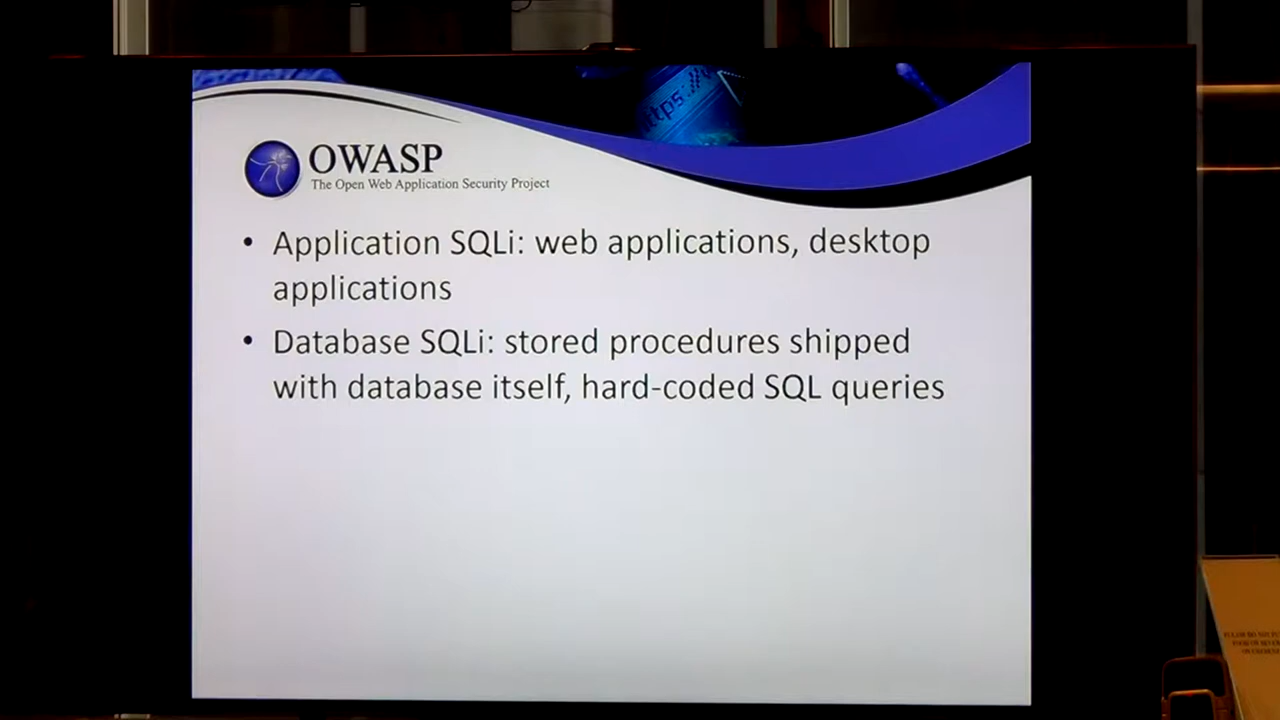 https://
OWASP
The Open Web Application Security Project
• Application SQLi: web applications, desktop
applications
• Database SQLi: stored procedures shipped
with database itself, hard-coded SQL queries